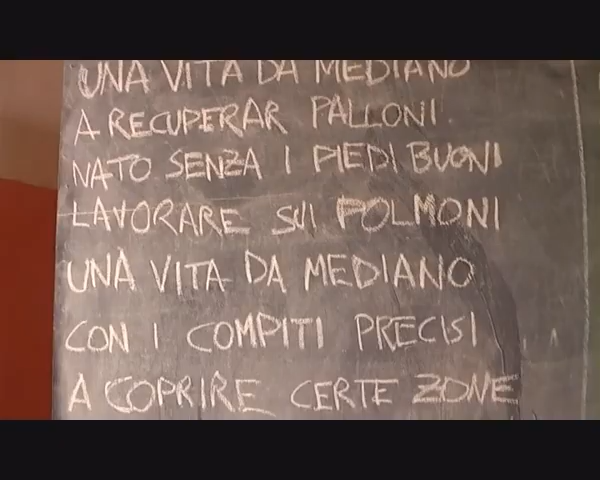 UNA VITA DA MEDIANO
A RECUPERAR PALLONI
NATO SENZA I PIEDI BUONI
LAVORARE SUI POLMONI
UNA VITA DA MEDIANO
CON I COMPITI PRECISI
A COPRIRE CERTE ZONE